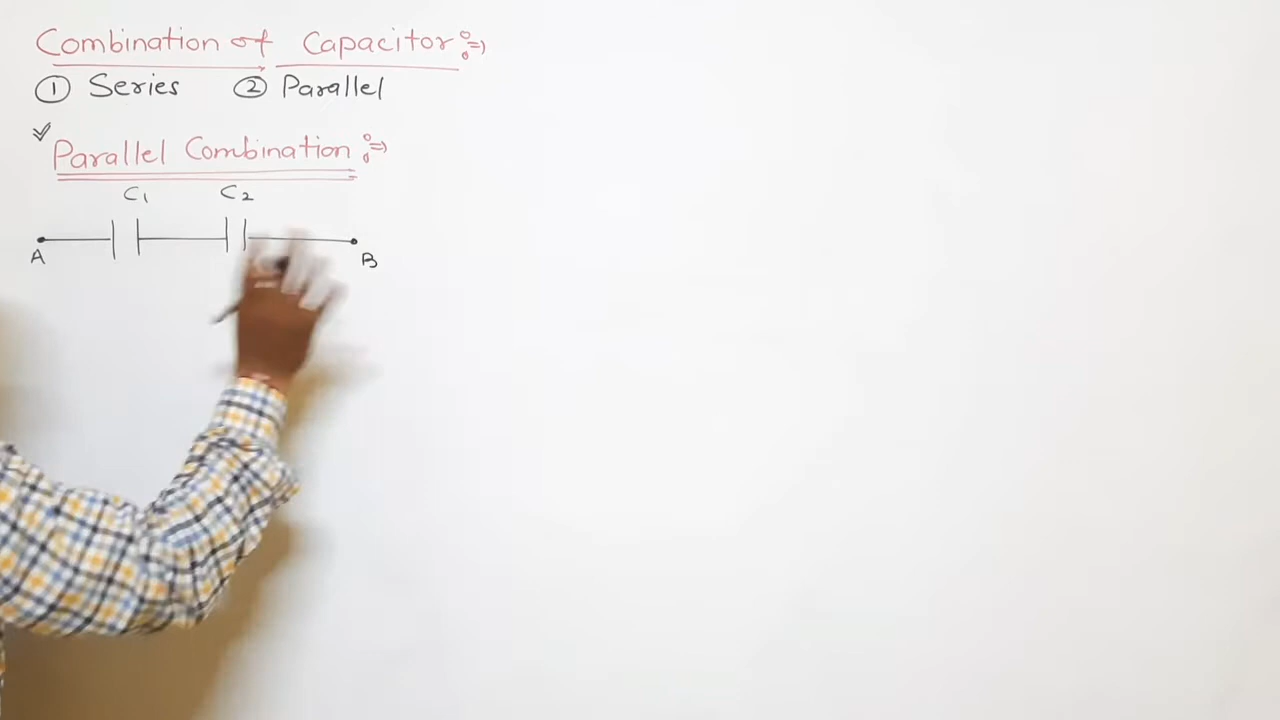 Combination of Capacitor :⇒
① Series ② Parallel
✓ Parallel Combination :⇒
C1 C2
A B